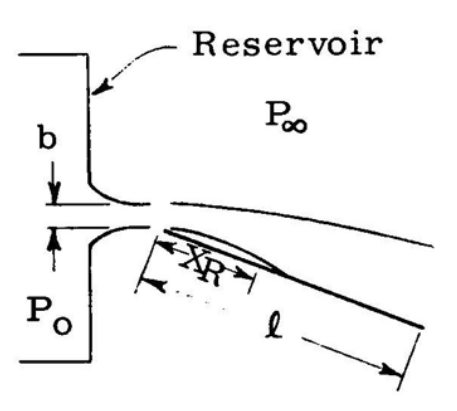 Reservoir
P∞
b
XR
Po
ℓ